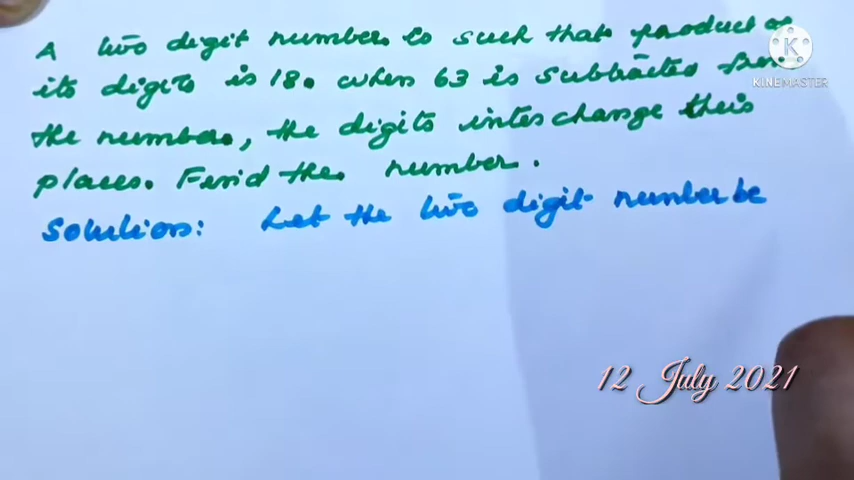 A two digit number is such that product of
its digits is 18. when 63 is subtracted from
the number, the digits interchange their
places. Find the number.
Solution: Let the two digit number be
K
KINEMASTER
12 July 2021